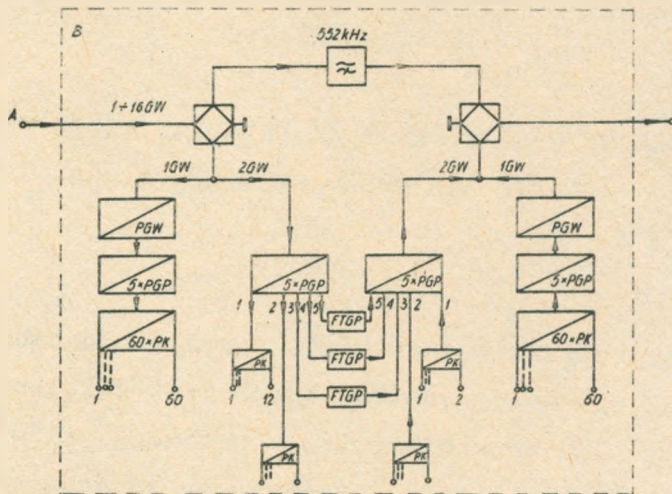 B
552kHz
A
1÷16GW
1GW
2GW
2GW
1GW
PGW
PGW
5×PGP
5×PGP
5×PGP
5×PGP
1 2 3 4 5
5 4 3 2 1
FTGP
60×PK
60×PK
PK
FTGP
PK
1
60
1
12
FTGP
1
2
1
60
PK
PK